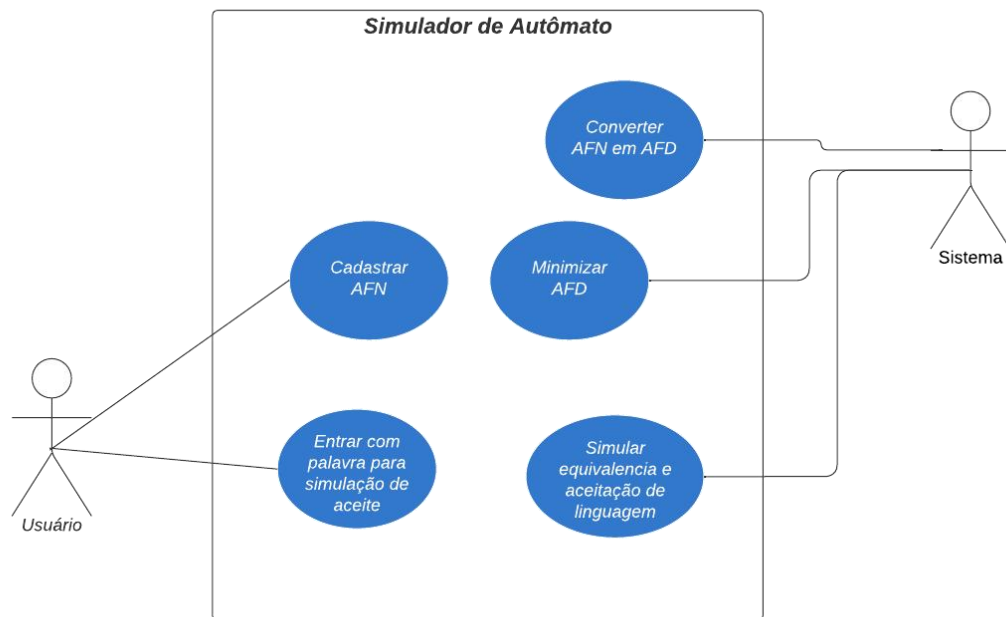 Simulador de Autômato
Converter
AFN em AFD
Sistema
Cadastrar
AFN
Minimizar
AFD
Entrar com
palavra para
simulação de
aceite
Simular
equivalencia e
aceitação de
linguagem
Usuário